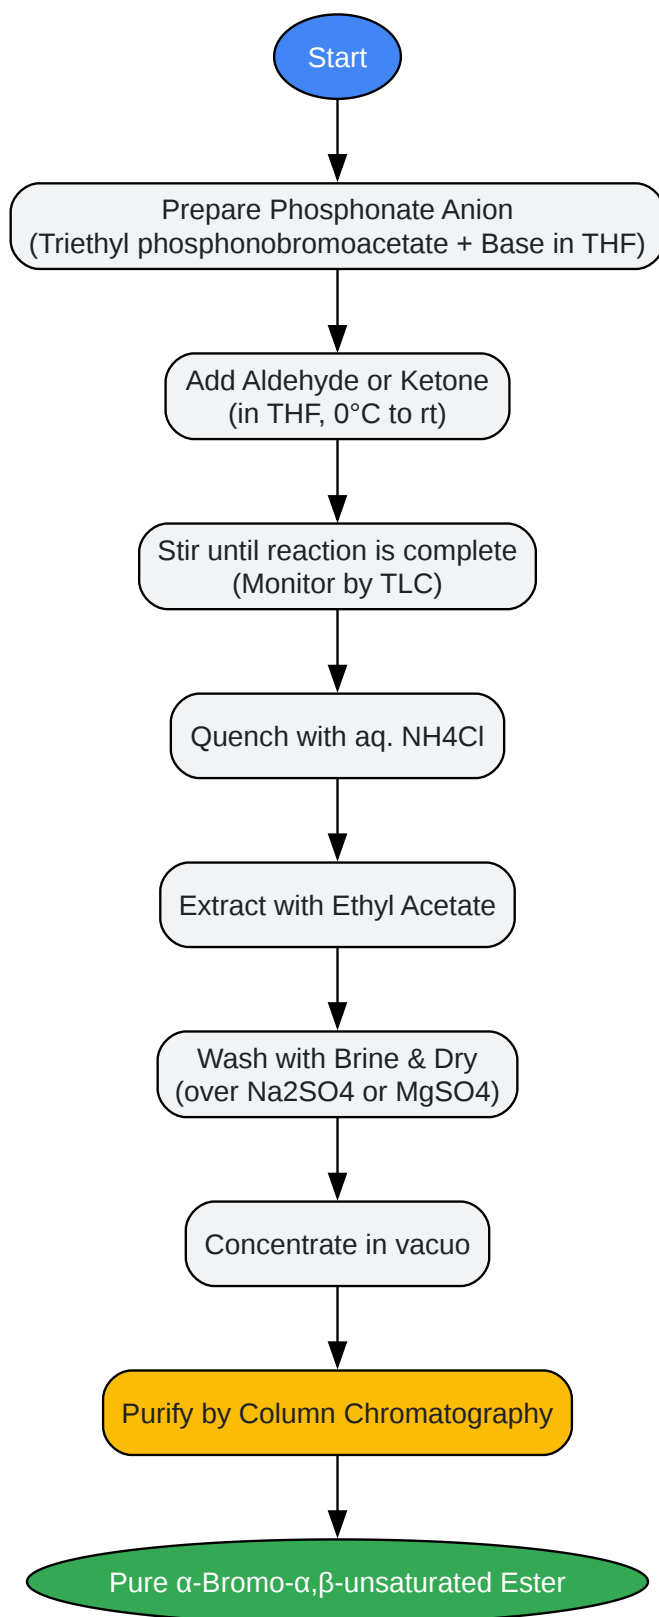 Start
Prepare Phosphonate Anion
(Triethyl phosphonobromoacetate + Base in THF)
Add Aldehyde or Ketone
(in THF, 0°C to rt)
Stir until reaction is complete
(Monitor by TLC)
Quench with aq. NH4Cl
Extract with Ethyl Acetate
Wash with Brine & Dry
(over Na2SO4 or MgSO4)
Concentrate in vacuo
Purify by Column Chromatography
Pure α-Bromo-α,β-unsaturated Ester